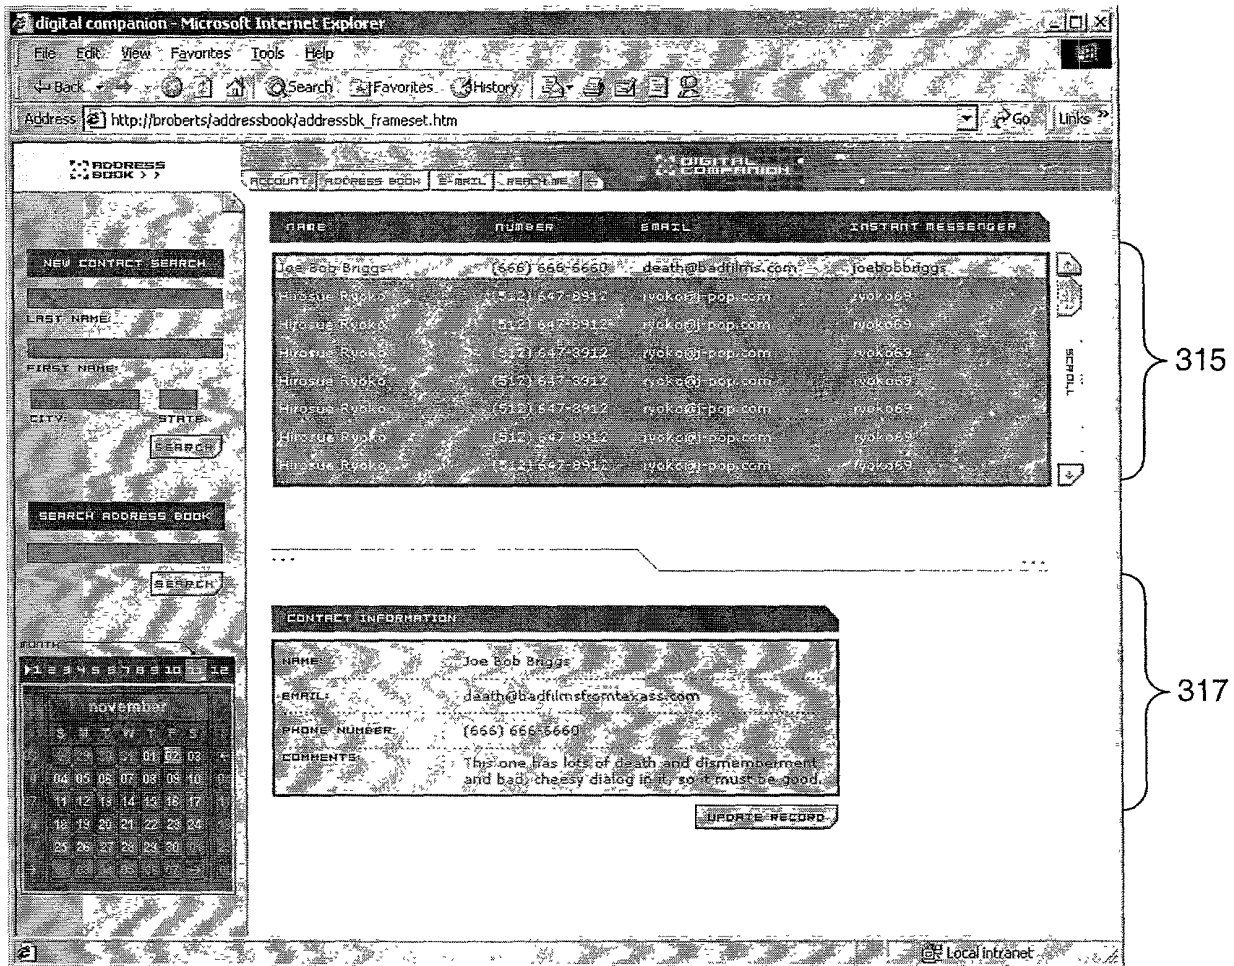 digital companion - Microsoft Internet Explorer
File Edit View Favorites Tools Help
Back Search Favorites History
Address http://broberts/addressbook/addressbk_frameset.htm Go Links »
ADDRESS BOOK >>
ACCOUNT ADDRESS BOOK E-MAIL REACH ME
DIGITAL COMPANION
NAME NUMBER EMAIL INSTANT MESSENGER
Joe Bob Briggs (666) 666-6660 death@badfilms.com joebobbriggs
Hirosue Ryoko (512) 647-8912 ryoko@j-pop.com ryoko69
Hirosue Ryoko (512) 647-8912 ryoko@j-pop.com ryoko69
Hirosue Ryoko (512) 647-8912 ryoko@j-pop.com ryoko69
Hirosue Ryoko (512) 647-8912 ryoko@j-pop.com ryoko69
Hirosue Ryoko (512) 647-8912 ryoko@j-pop.com ryoko69
Hirosue Ryoko (512) 647-8912 ryoko@j-pop.com ryoko69
Hirosue Ryoko (512) 647-8912 ryoko@j-pop.com ryoko69
SCROLL
315
NEW CONTACT SEARCH
LAST NAME:
FIRST NAME:
CITY: STATE:
SEARCH
SEARCH ADDRESS BOOK
SEARCH
MONTH
1 2 3 4 5 6 7 8 9 10 11 12
november
S M T W T F S
01 02 03
04 05 06 07 08 09 10
11 12 13 14 15 16 17
18 19 20 21 22 23 24
25 26 27 28 29 30
CONTACT INFORMATION
NAME: Joe Bob Briggs
EMAIL: death@badfilmsfromtexass.com
PHONE NUMBER: (666) 666-6660
COMMENTS: This one has lots of death and dismemberment
and bad, cheesy dialog in it, so it must be good.
UPDATE RECORD
317
Local intranet